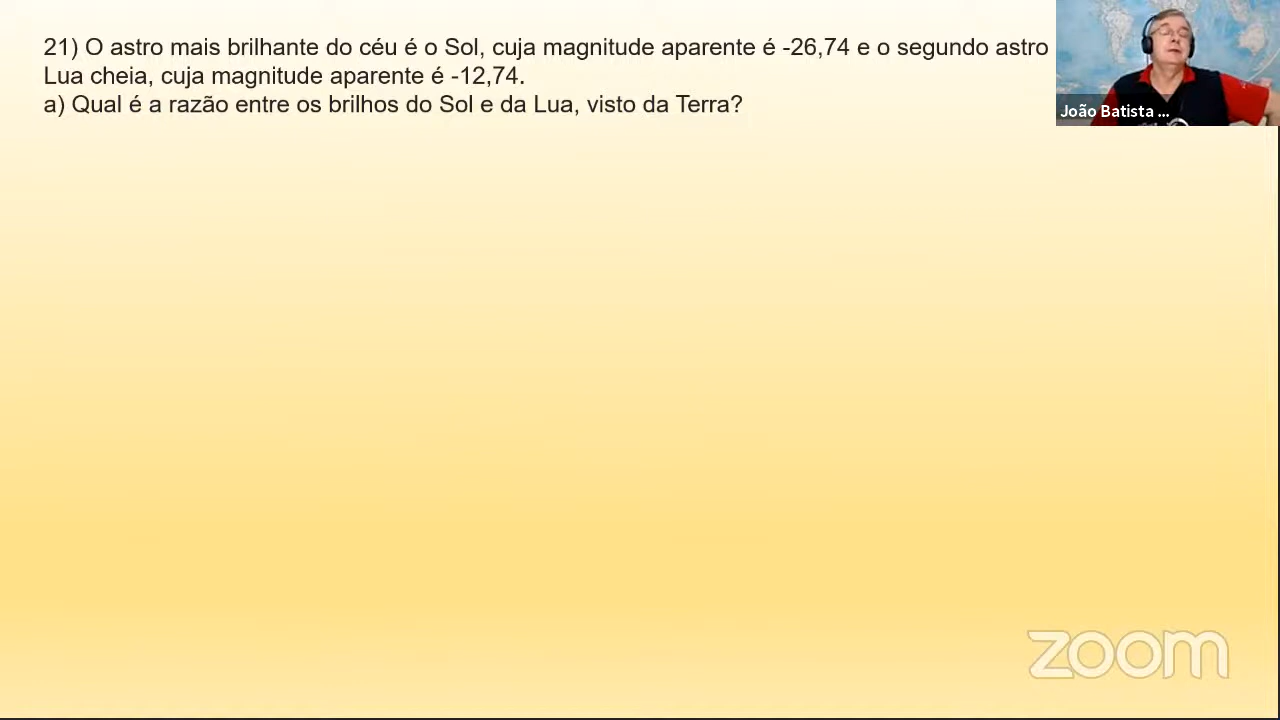 21) O astro mais brilhante do céu é o Sol, cuja magnitude aparente é -26,74 e o segundo astro
Lua cheia, cuja magnitude aparente é -12,74.
a) Qual é a razão entre os brilhos do Sol e da Lua, visto da Terra?
João Batista ...
zoom